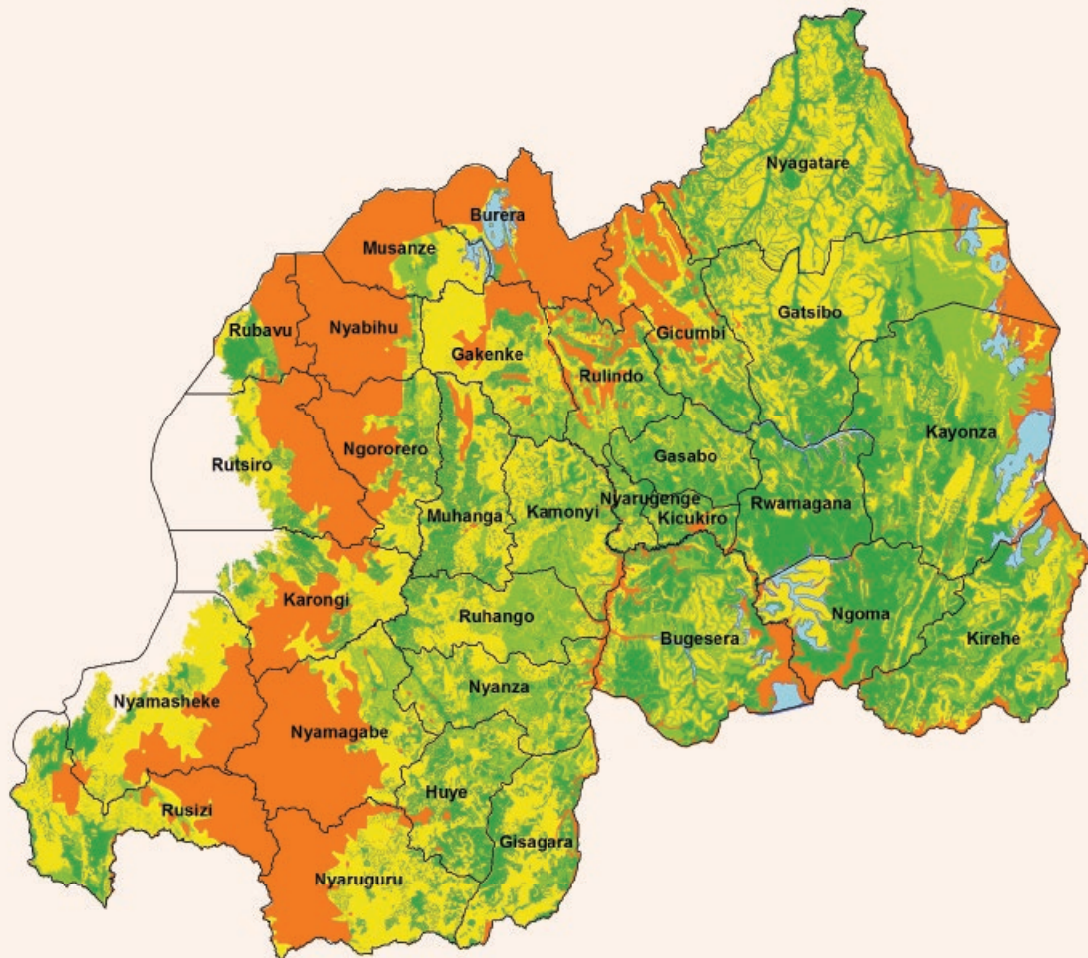 Nyagatare
Burera
Musanze
Gatsibo
Rubavu
Nyabihu
Gicumbi
Gakenke
Rulindo
Kayonza
Ngororero
Gasabo
Rutsiro
Nyarugenge
Rwamagana
Muhanga
Kamonyi
Kicukiro
Karongi
Ruhango
Ngoma
Bugesera
Kirehe
Nyanza
Nyamasheke
Nyamagabe
Huye
Rusizi
Gisagara
Nyaruguru